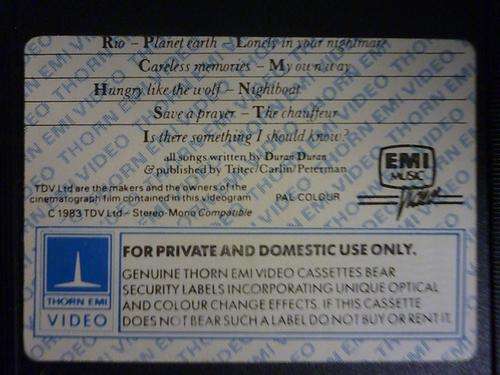 Rio – Planet earth – Lonely in your nightmare
Careless memories – My own way
Hungry like the wolf – Nightboat
Save a prayer – The chauffeur
Is there something I should know?
all songs written by Duran Duran
& published by Tritec/Carlin/Peterman
EMI
MUSIC
TDV Ltd are the makers and the owners of the
cinematograph film contained in this videogram
PAL COLOUR
C 1983 TDV Ltd – Stereo-Mono Compatible
FOR PRIVATE AND DOMESTIC USE ONLY.
GENUINE THORN EMI VIDEO CASSETTES BEAR
SECURITY LABELS INCORPORATING UNIQUE OPTICAL
AND COLOUR CHANGE EFFECTS. IF THIS CASSETTE
DOES NOT BEAR SUCH A LABEL DO NOT BUY OR RENT IT.
THORN EMI
VIDEO